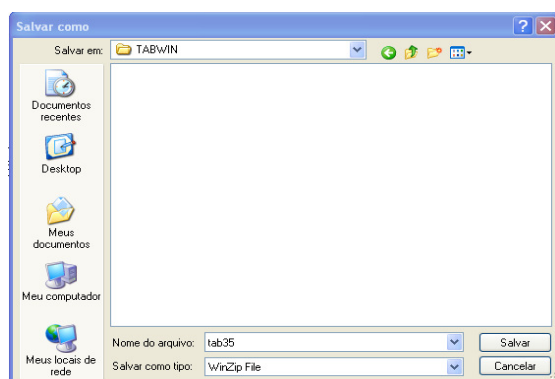 Salvar como
Salvar em: TABWIN
Documentos
recentes
Desktop
Meus
documentos
Meu computador
Meus locais de
rede
Nome do arquivo: tab35 Salvar
Salvar como tipo: WinZip File Cancelar